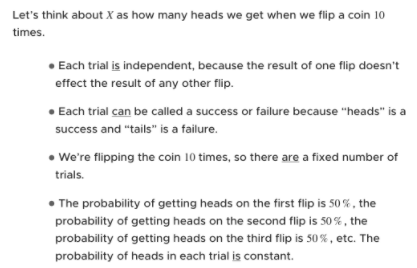 Let's think about X as how many heads we get when we flip a coin 10
times.
• Each trial is independent, because the result of one flip doesn't
effect the result of any other flip.
• Each trial can be called a success or failure because “heads” is a
success and “tails” is a failure.
• We're flipping the coin 10 times, so there are a fixed number of
trials.
• The probability of getting heads on the first flip is 50%, the
probability of getting heads on the second flip is 50%, the
probability of getting heads on the third flip is 50%, etc. The
probability of heads in each trial is constant.